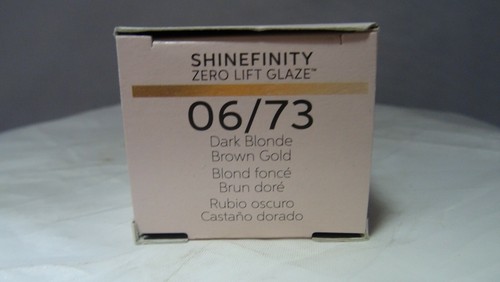 SHINEFINITY
ZERO LIFT GLAZE™
06/73
Dark Blonde
Brown Gold
Blond foncé
Brun doré
Rubio oscuro
Castaño dorado